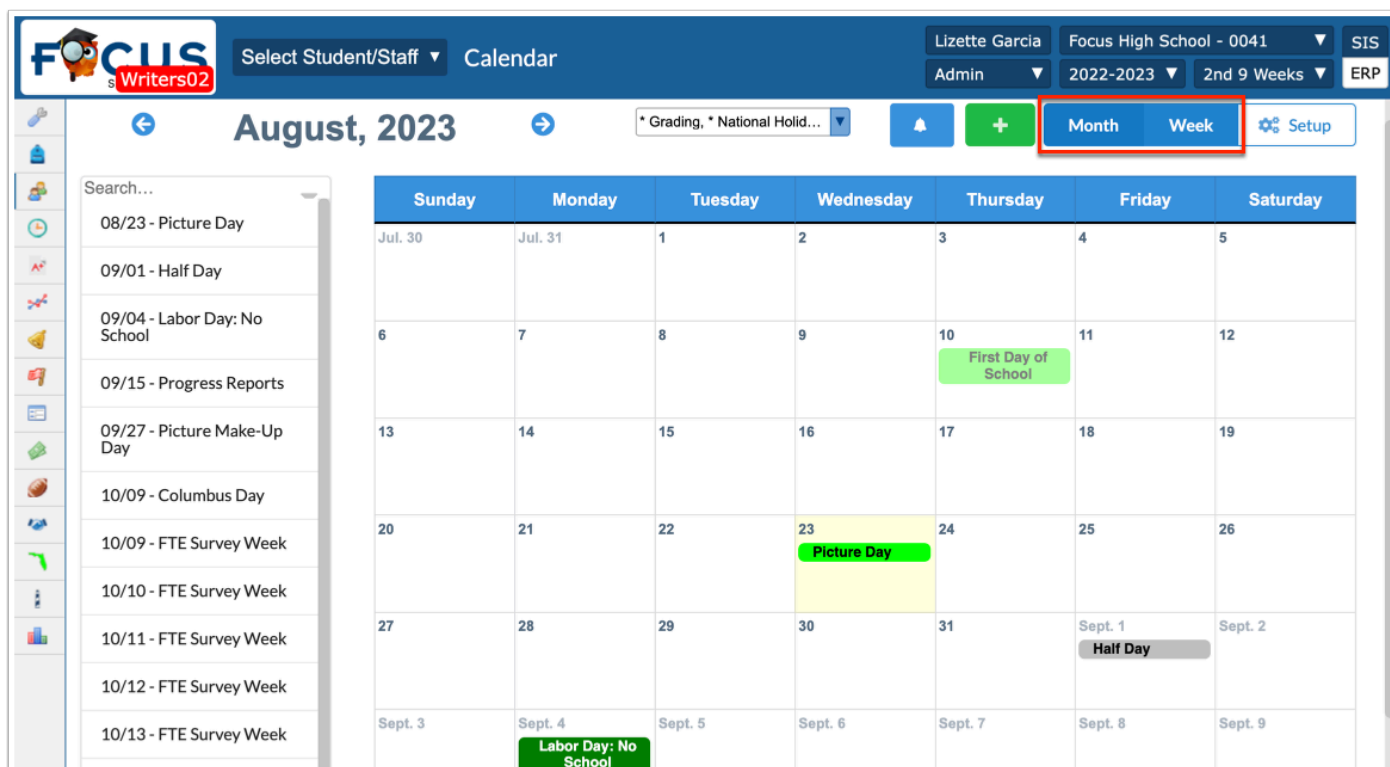 FOCUS
Writers02
Select Student/Staff ▼
Calendar
Lizette Garcia
Focus High School - 0041 ▼
SIS
Admin ▼
2022-2023 ▼
2nd 9 Weeks ▼
ERP
August, 2023
* Grading, * National Holid...
Month
Week
Setup
Search...
08/23 - Picture Day
09/01 - Half Day
09/04 - Labor Day: No
School
09/15 - Progress Reports
09/27 - Picture Make-Up
Day
10/09 - Columbus Day
10/09 - FTE Survey Week
10/10 - FTE Survey Week
10/11 - FTE Survey Week
10/12 - FTE Survey Week
10/13 - FTE Survey Week
Sunday Monday Tuesday Wednesday Thursday Friday Saturday
Jul. 30 Jul. 31 1 2 3 4 5
6 7 8 9 10 11 12
First Day of
School
13 14 15 16 17 18 19
20 21 22 23 24 25 26
Picture Day
27 28 29 30 31 Sept. 1 Sept. 2
Half Day
Sept. 3 Sept. 4 Sept. 5 Sept. 6 Sept. 7 Sept. 8 Sept. 9
Labor Day: No
School